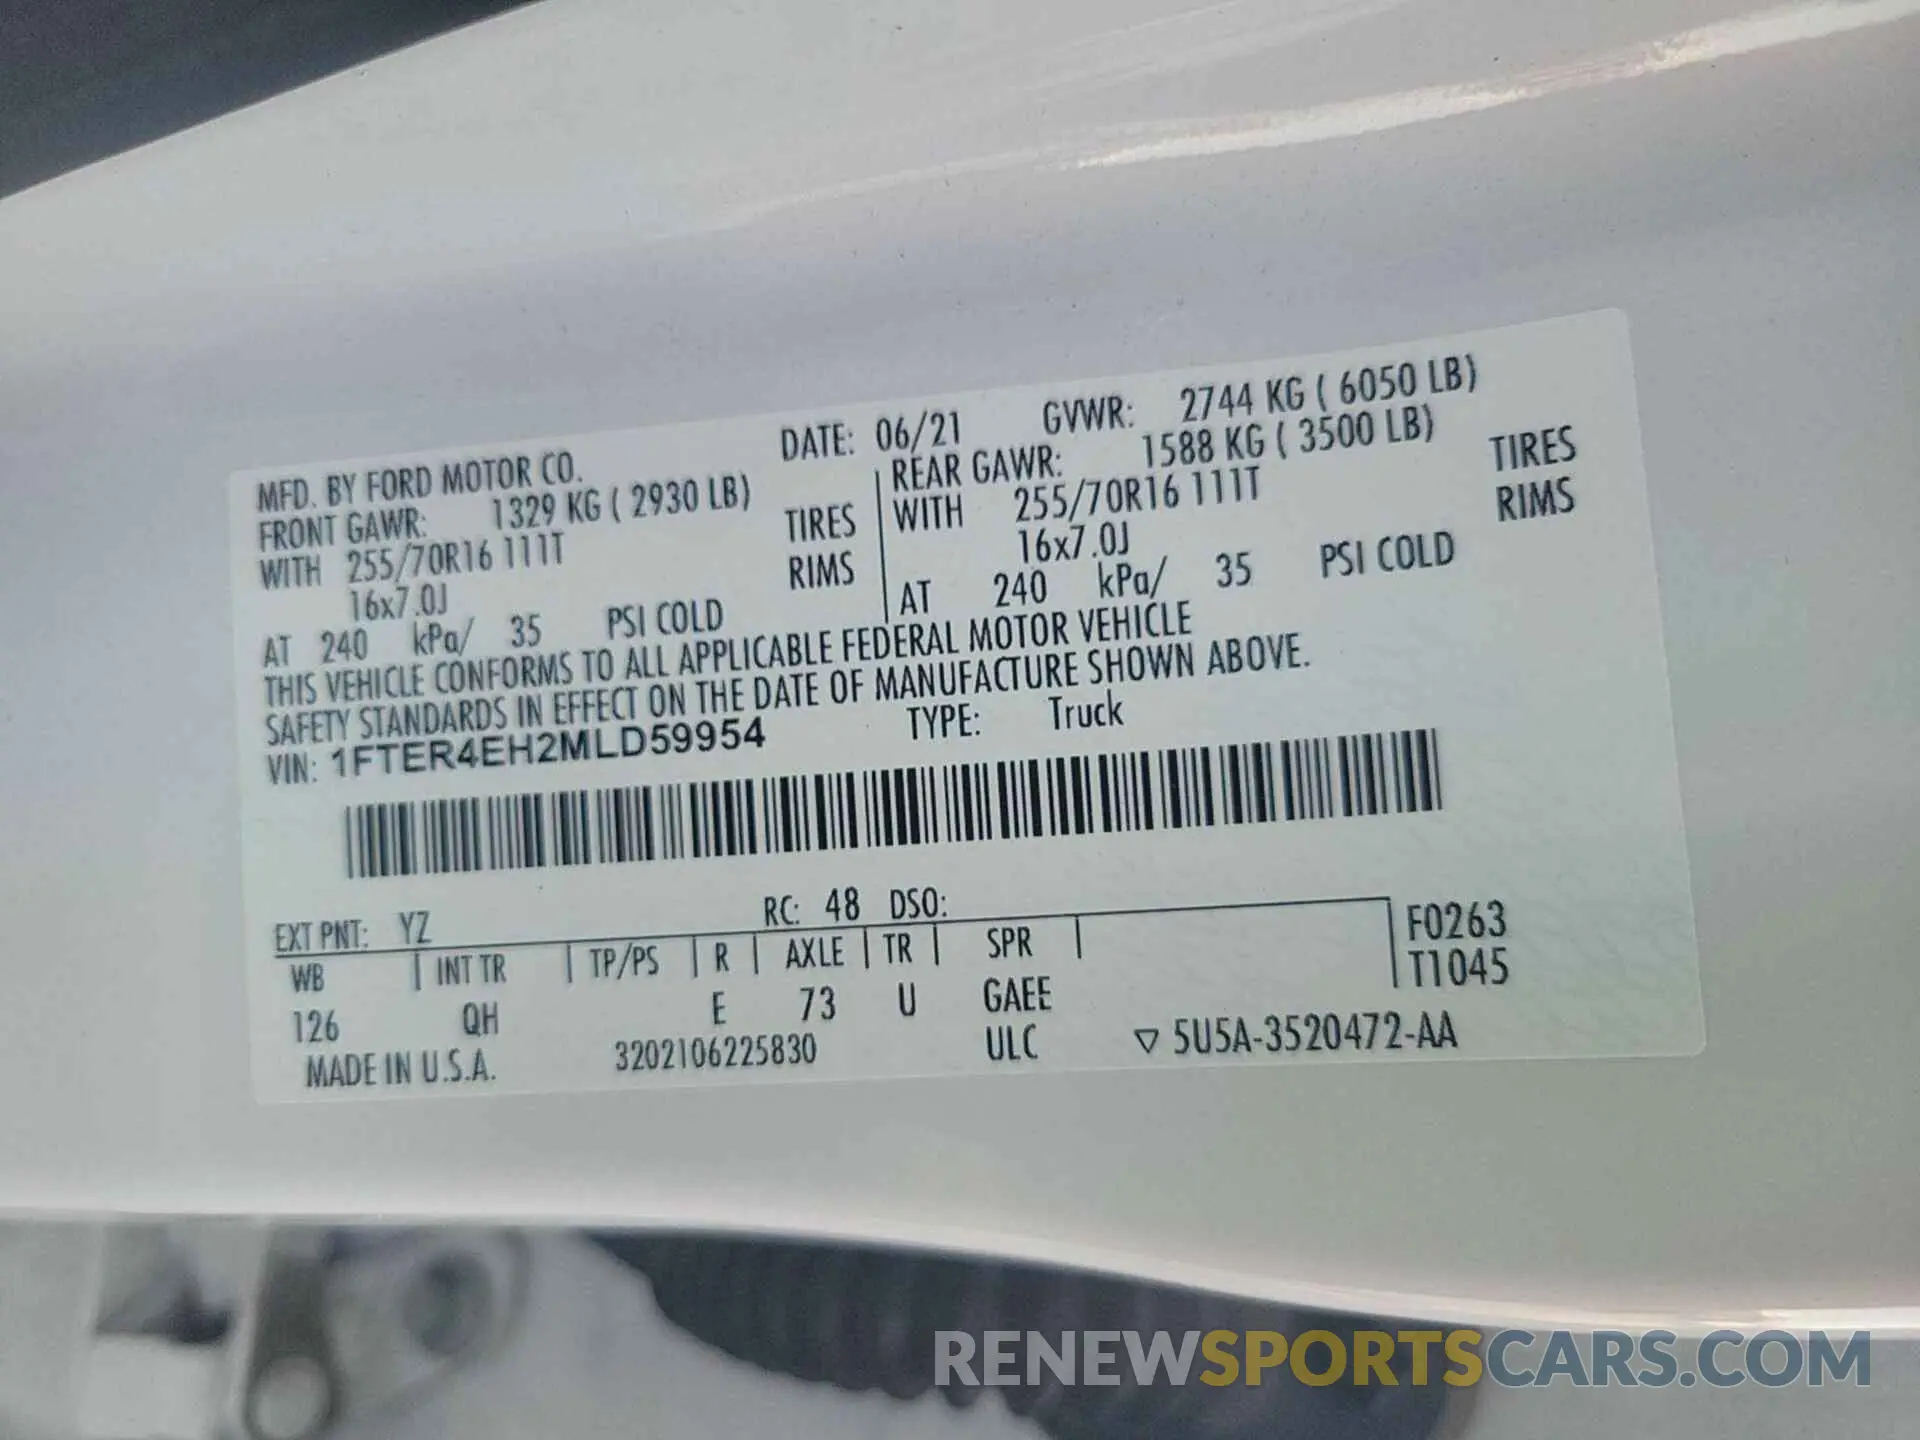 MFD. BY FORD MOTOR CO. DATE: 06/21 GVWR: 2744 KG ( 6050 LB)
FRONT GAWR: 1329 KG ( 2930 LB) REAR GAWR: 1588 KG ( 3500 LB)
WITH 255/70R16 111T TIRES WITH 255/70R16 111T TIRES
16x7.0J RIMS 16x7.0J RIMS
AT 240 kPa/ 35 PSI COLD AT 240 kPa/ 35 PSI COLD
THIS VEHICLE CONFORMS TO ALL APPLICABLE FEDERAL MOTOR VEHICLE
SAFETY STANDARDS IN EFFECT ON THE DATE OF MANUFACTURE SHOWN ABOVE.
VIN: 1FTER4EH2MLD59954 TYPE: Truck
EXT PNT: YZ RC: 48 DSO: F0263
WB INT TR TP/PS R AXLE TR SPR T1045
126 QH E 73 U GAEE
MADE IN U.S.A. 3202106225830 ULC ▽ 5U5A-3520472-AA
RENEWSPORTSCARS.COM